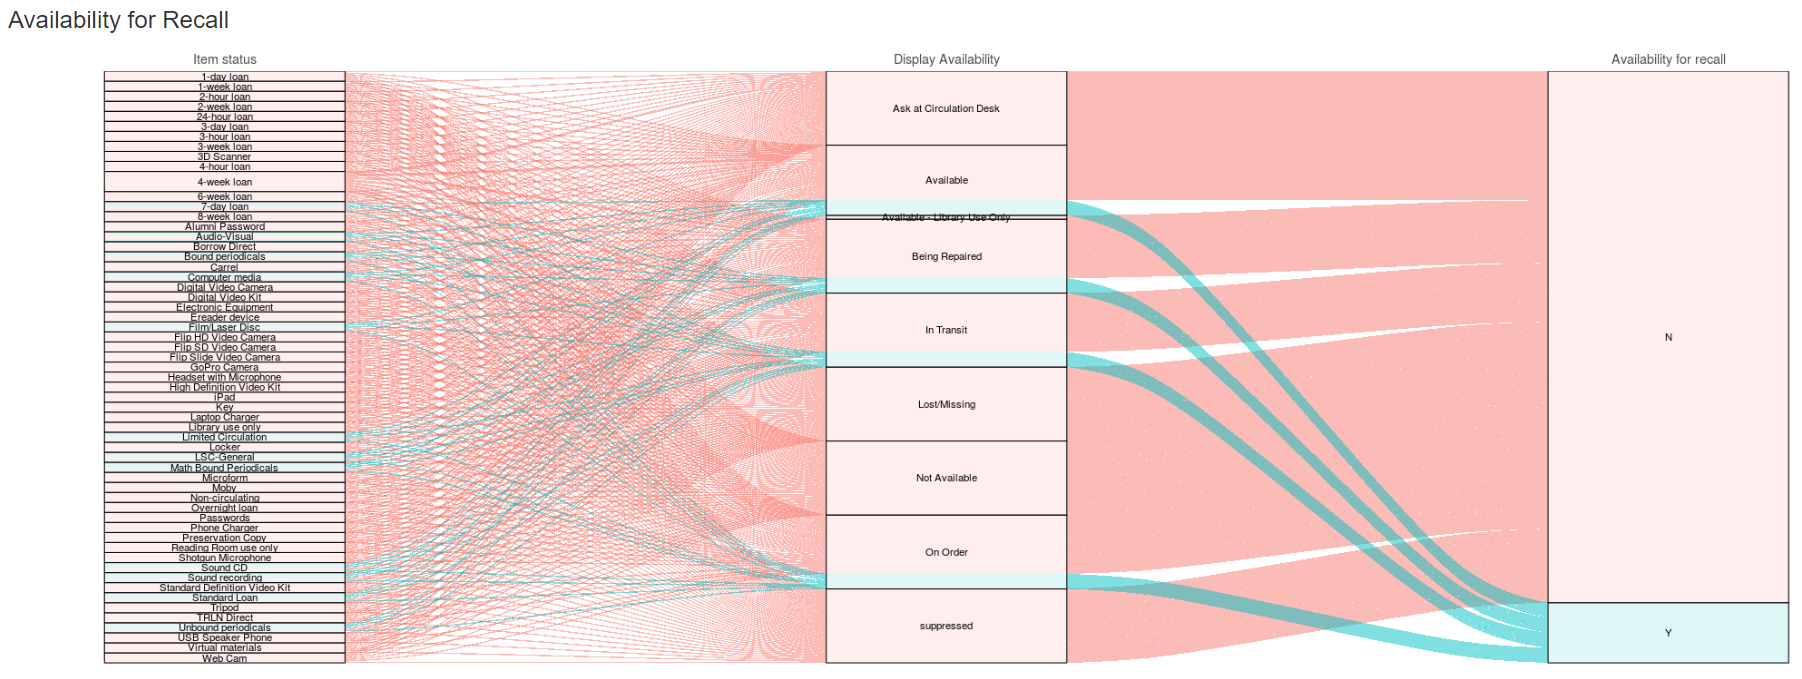 Availability for Recall
Item status
Display Availability
Availability for recall
1-day loan
1-week loan
2-hour loan
2-week loan
24-hour loan
3-day loan
3-hour loan
3-week loan
3D Scanner
4-hour loan
4-week loan
6-week loan
7-day loan
8-week loan
Alumni Password
Audio-Visual
Borrow Direct
Bound periodicals
Carrel
Computer media
Digital Video Camera
Digital Video Kit
Electronic Equipment
Ereader device
Film/Laser Disc
Flip HD Video Camera
Flip SD Video Camera
Flip Slide Video Camera
GoPro Camera
Headset with Microphone
High Definition Video Kit
iPad
Key
Laptop Charger
Library use only
Limited Circulation
Locker
LSC-General
Math Bound Periodicals
Microform
Moby
Non-circulating
Overnight loan
Passwords
Phone Charger
Preservation Copy
Reading Room use only
Shotgun Microphone
Sound CD
Sound recording
Standard Definition Video Kit
Standard Loan
Tripod
TRLN Direct
Unbound periodicals
USB Speaker Phone
Virtual materials
Web Cam
Ask at Circulation Desk
Available
Available - Library Use Only
Being Repaired
In Transit
Lost/Missing
Not Available
On Order
suppressed
N
Y